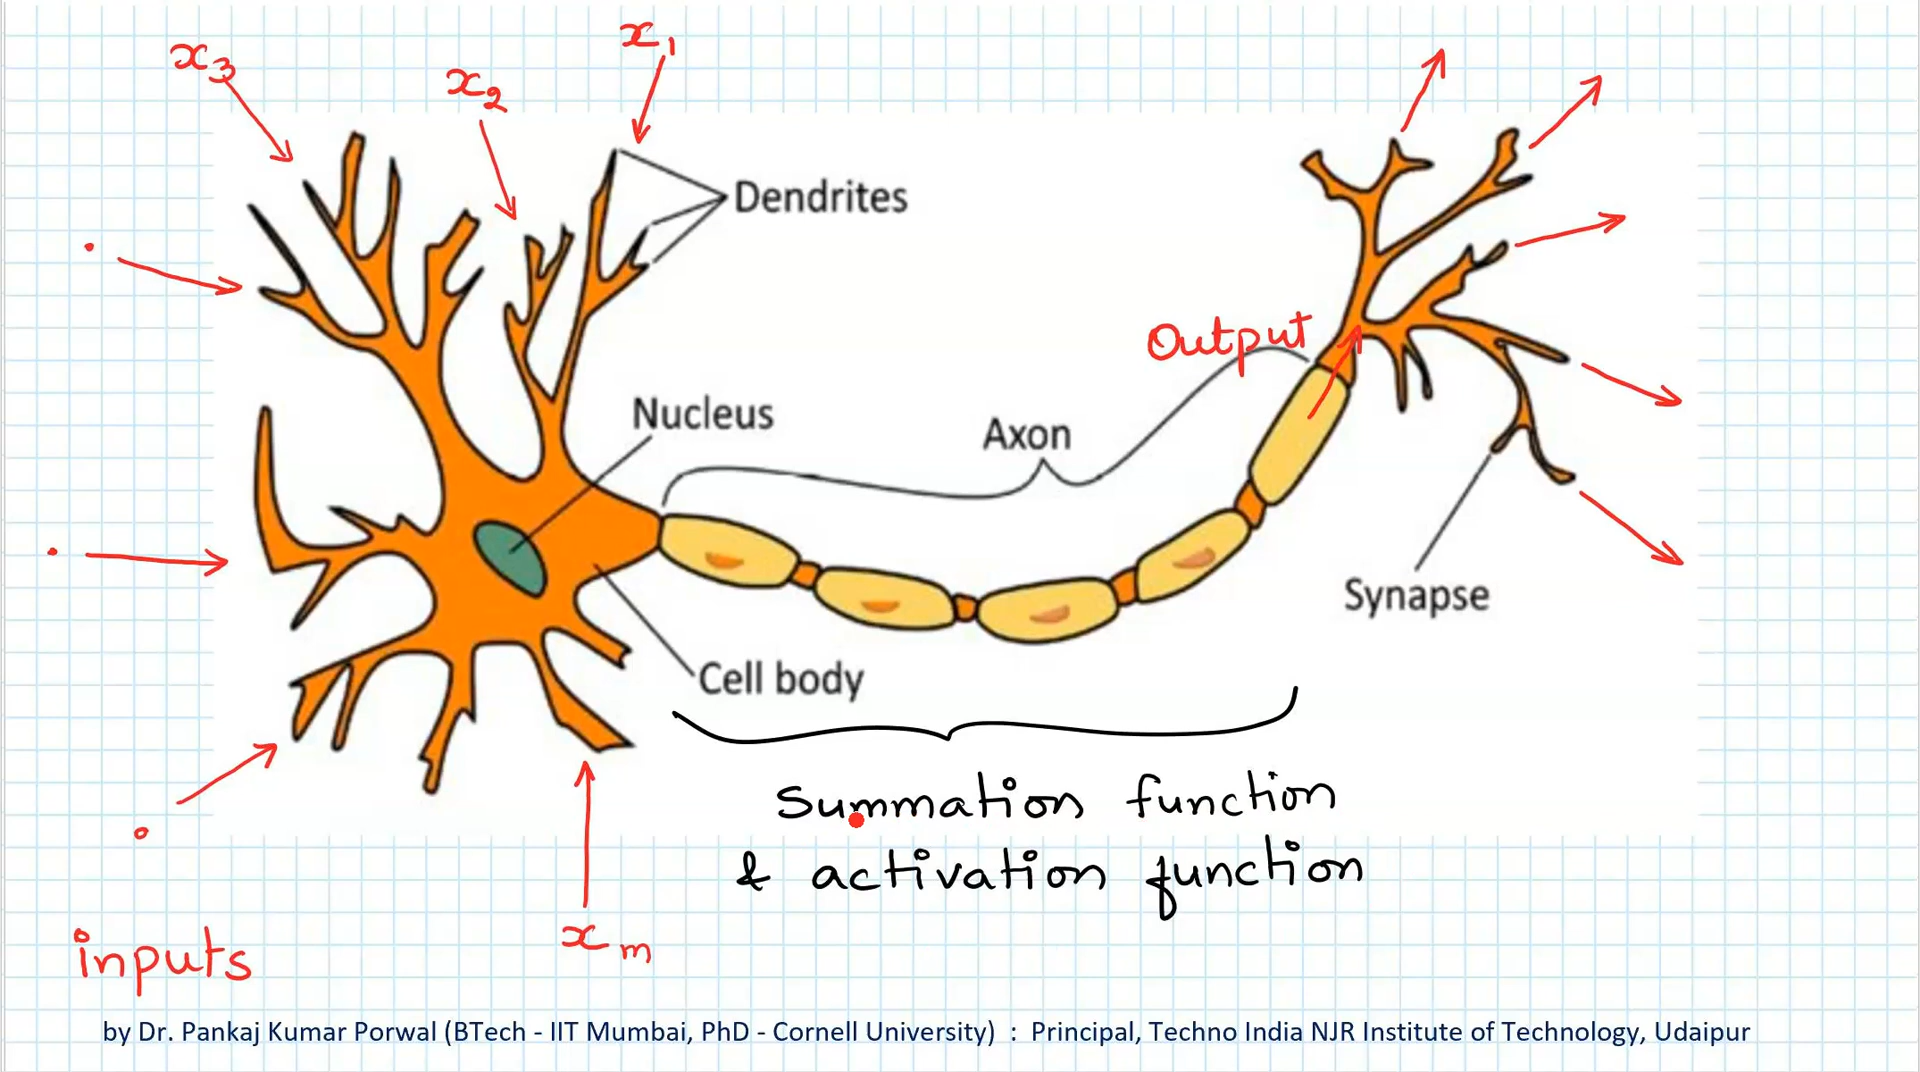 x1
x3
x2
Dendrites
Output
Nucleus
Axon
Synapse
Cell body
Summation function
& activation function
xm
inputs
by Dr. Pankaj Kumar Porwal (BTech - IIT Mumbai, PhD - Cornell University) : Principal, Techno India NJR Institute of Technology, Udaipur